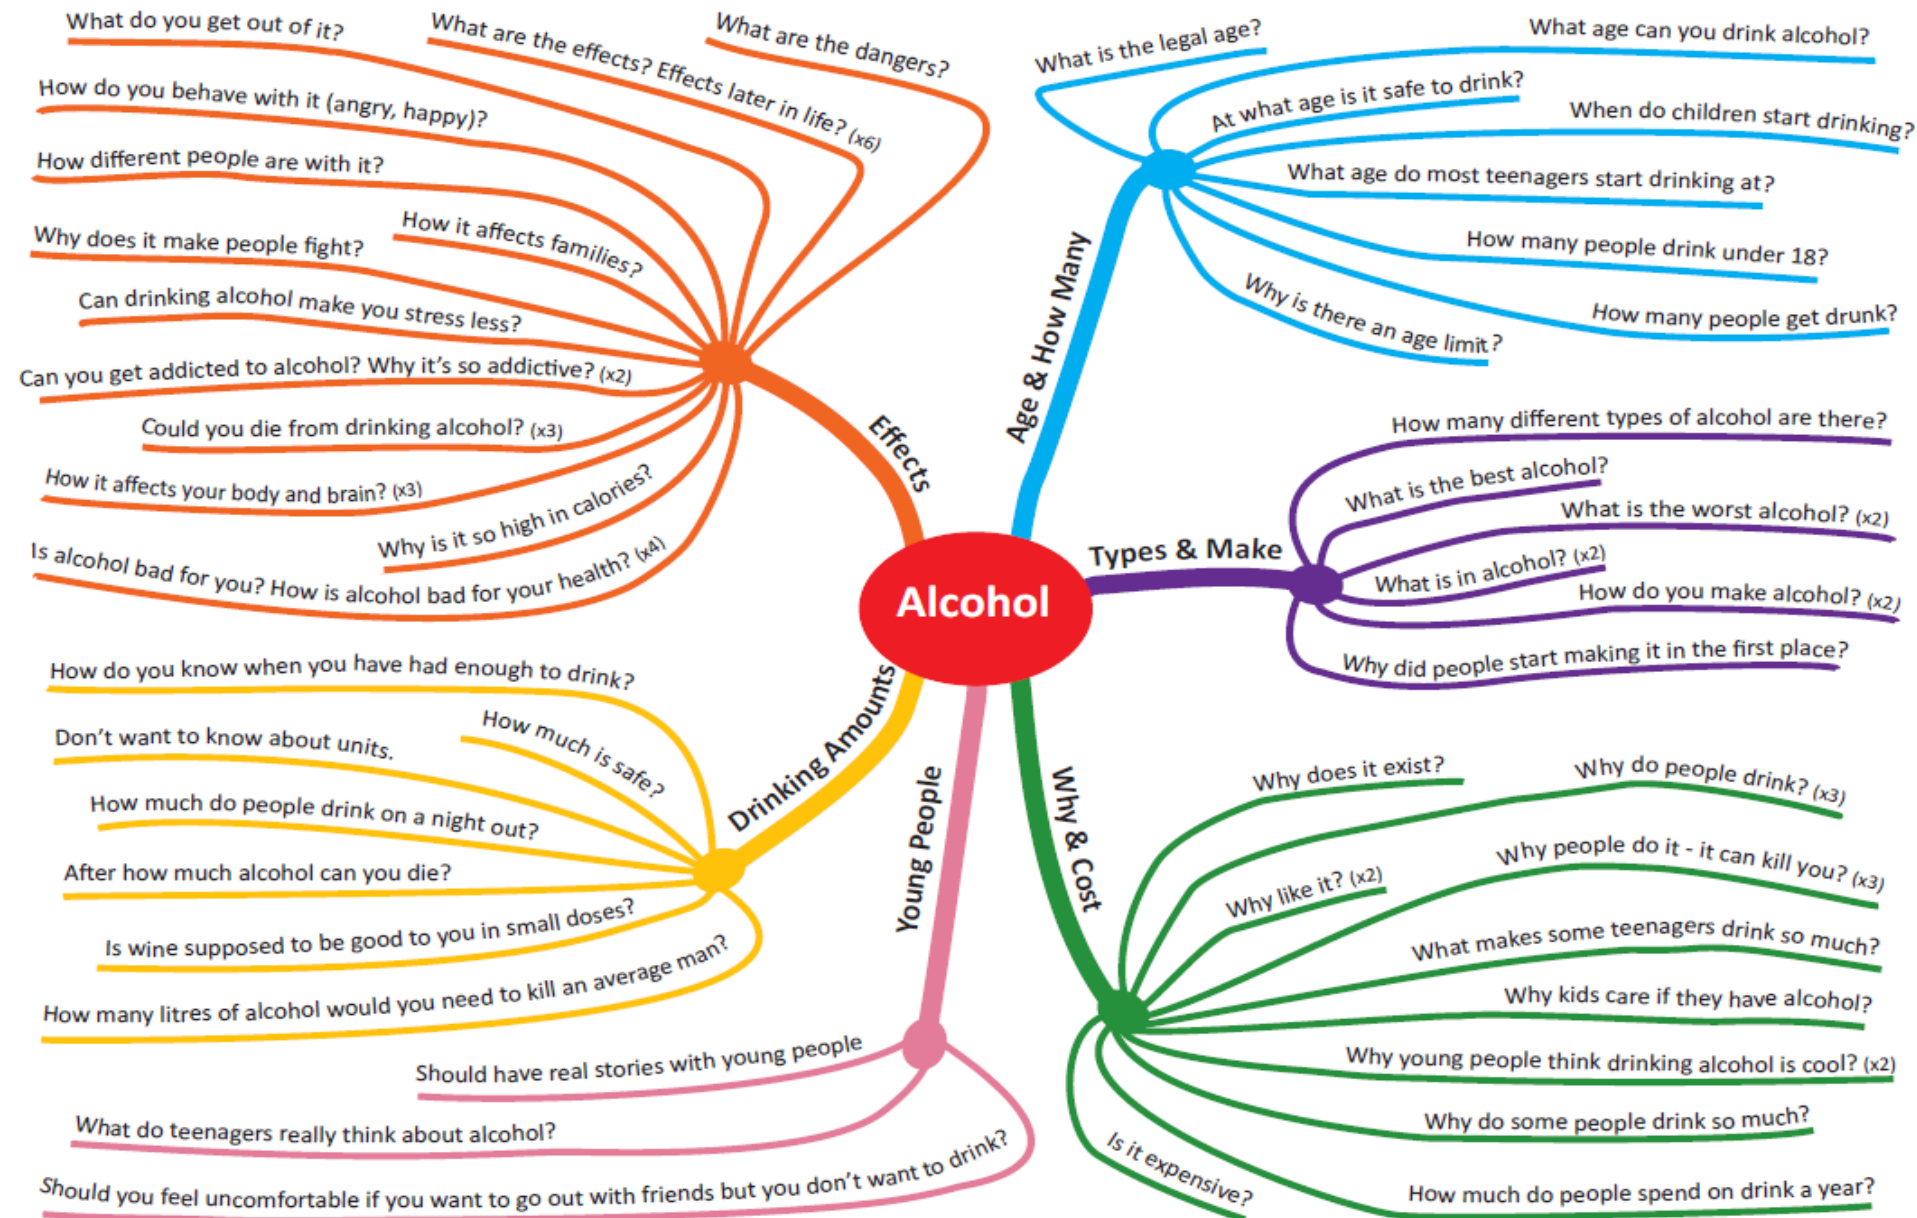 What do you get out of it?
What are the effects? Effects later in life? (x6)
What are the dangers?
How do you behave with it (angry, happy)?
How different people are with it?
How it affects families?
Why does it make people fight?
Can drinking alcohol make you stress less?
Can you get addicted to alcohol? Why it's so addictive? (x2)
Could you die from drinking alcohol? (x3)
How it affects your body and brain? (x3)
Why is it so high in calories?
Is alcohol bad for you? How is alcohol bad for your health? (x4)
Effects
What is the legal age?
What age can you drink alcohol?
At what age is it safe to drink?
When do children start drinking?
What age do most teenagers start drinking at?
How many people drink under 18?
How many people get drunk?
Why is there an age limit?
Age & How Many
How many different types of alcohol are there?
What is the best alcohol?
What is the worst alcohol? (x2)
What is in alcohol? (x2)
How do you make alcohol? (x2)
Why did people start making it in the first place?
Types & Make
Alcohol
How do you know when you have had enough to drink?
How much is safe?
Don't want to know about units.
How much do people drink on a night out?
After how much alcohol can you die?
Is wine supposed to be good to you in small doses?
How many litres of alcohol would you need to kill an average man?
Drinking Amounts
Young People
Should have real stories with young people
What do teenagers really think about alcohol?
Should you feel uncomfortable if you want to go out with friends but you don't want to drink?
Why & Cost
Why does it exist?
Why do people drink? (x3)
Why like it? (x2)
Why people do it - it can kill you? (x3)
What makes some teenagers drink so much?
Why kids care if they have alcohol?
Why young people think drinking alcohol is cool? (x2)
Why do some people drink so much?
How much do people spend on drink a year?
Is it expensive?